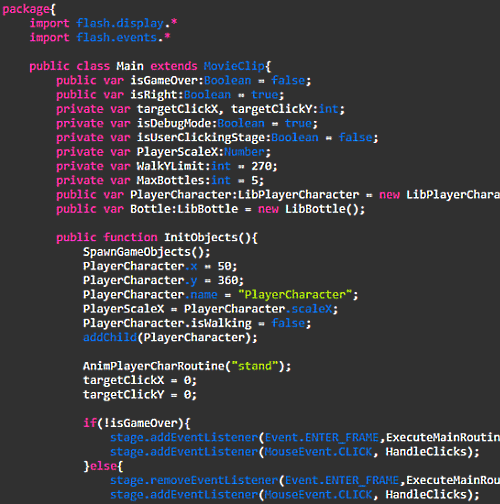 package{
    import flash.display.*
    import flash.events.*

    public class Main extends MovieClip{
        public var isGameOver:Boolean = false;
        public var isRight:Boolean = true;
        private var targetClickX, targetClickY:int;
        private var isDebugMode:Boolean = true;
        private var isUserClickingStage:Boolean = false;
        private var PlayerScaleX:Number;
        private var WalkYLimit:int = 270;
        private var MaxBottles:int = 5;
        public var PlayerCharacter:LibPlayerCharacter = new LibPlayerChara
        public var Bottle:LibBottle = new LibBottle();

        public function InitObjects(){
            SpawnGameObjects();
            PlayerCharacter.x = 50;
            PlayerCharacter.y = 360;
            PlayerCharacter.name = "PlayerCharacter";
            PlayerScaleX = PlayerCharacter.scaleX;
            PlayerCharacter.isWalking = false;
            addChild(PlayerCharacter);

            AnimPlayerCharRoutine("stand");
            targetClickX = 0;
            targetClickY = 0;

            if(!isGameOver){
                stage.addEventListener(Event.ENTER_FRAME,ExecuteMainRoutin
                stage.addEventListener(MouseEvent.CLICK, HandleClicks);
            }else{
                stage.removeEventListener(Event.ENTER_FRAME,ExecuteMainRou
                stage.addEventListener(MouseEvent.CLICK, HandleClicks);